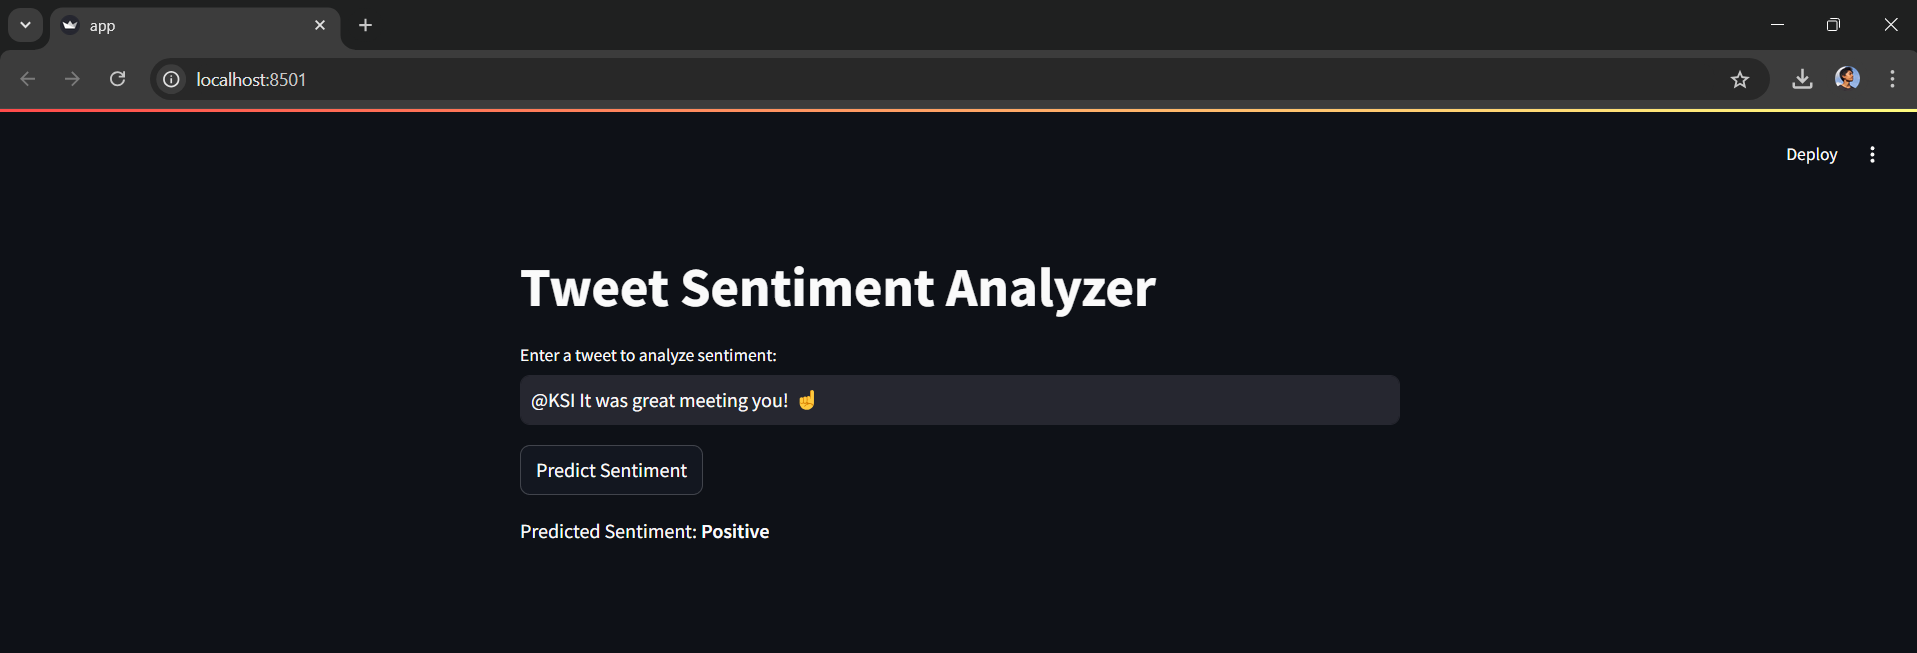 app
localhost:8501
Deploy
Tweet Sentiment Analyzer
Enter a tweet to analyze sentiment:
@KSI It was great meeting you! ☝️
Predict Sentiment
Predicted Sentiment: Positive